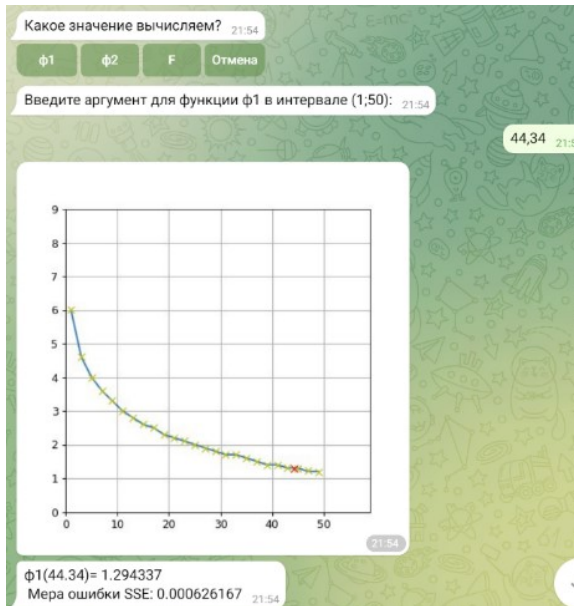 Какое значение вычисляем? 21:54
ф1 ф2 F Отмена
Введите аргумент для функции ф1 в интервале (1;50): 21:54
44,34
9
8
7
6
5
4
3
2
1
0
0 10 20 30 40 50
21:54
ф1(44.34)= 1.294337
Мера ошибки SSE: 0.000626167 21:54